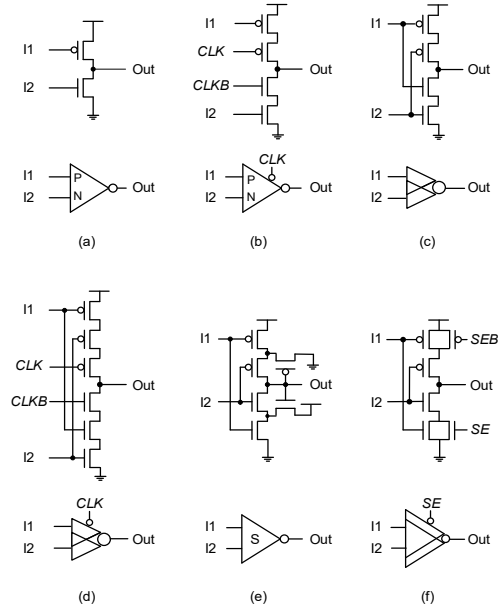 I1
Out
I2
I1
P
I2
N
Out
(a)
I1
CLK
Out
CLKB
I2
CLK
I1
P
I2
N
Out
(b)
I1
Out
I2
I1
I2
Out
(c)
I1
CLK
Out
CLKB
I2
CLK
I1
I2
Out
(d)
I1
Out
I2
I1
S
I2
Out
(e)
I1
SEB
Out
I2
SE
SE
I1
I2
Out
(f)